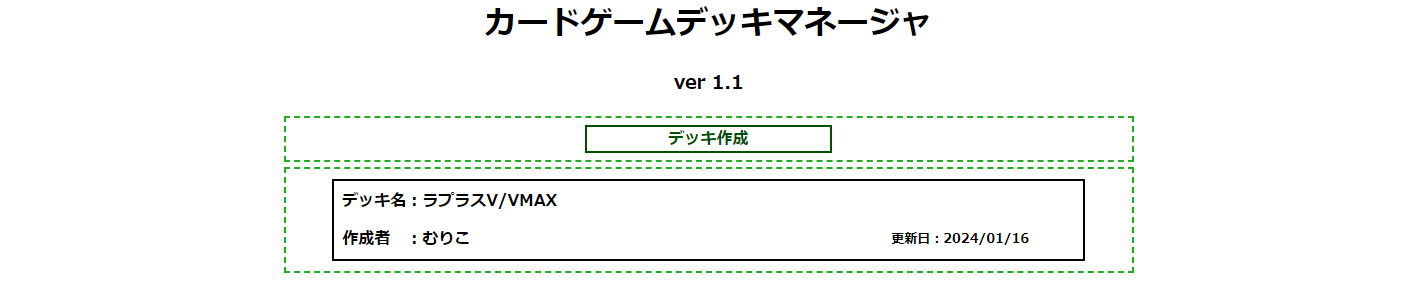 カードゲームデッキマネージャ
ver 1.1
デッキ作成
デッキ名：ラプラスV/VMAX
作成者　：むりこ　更新日：2024/01/16